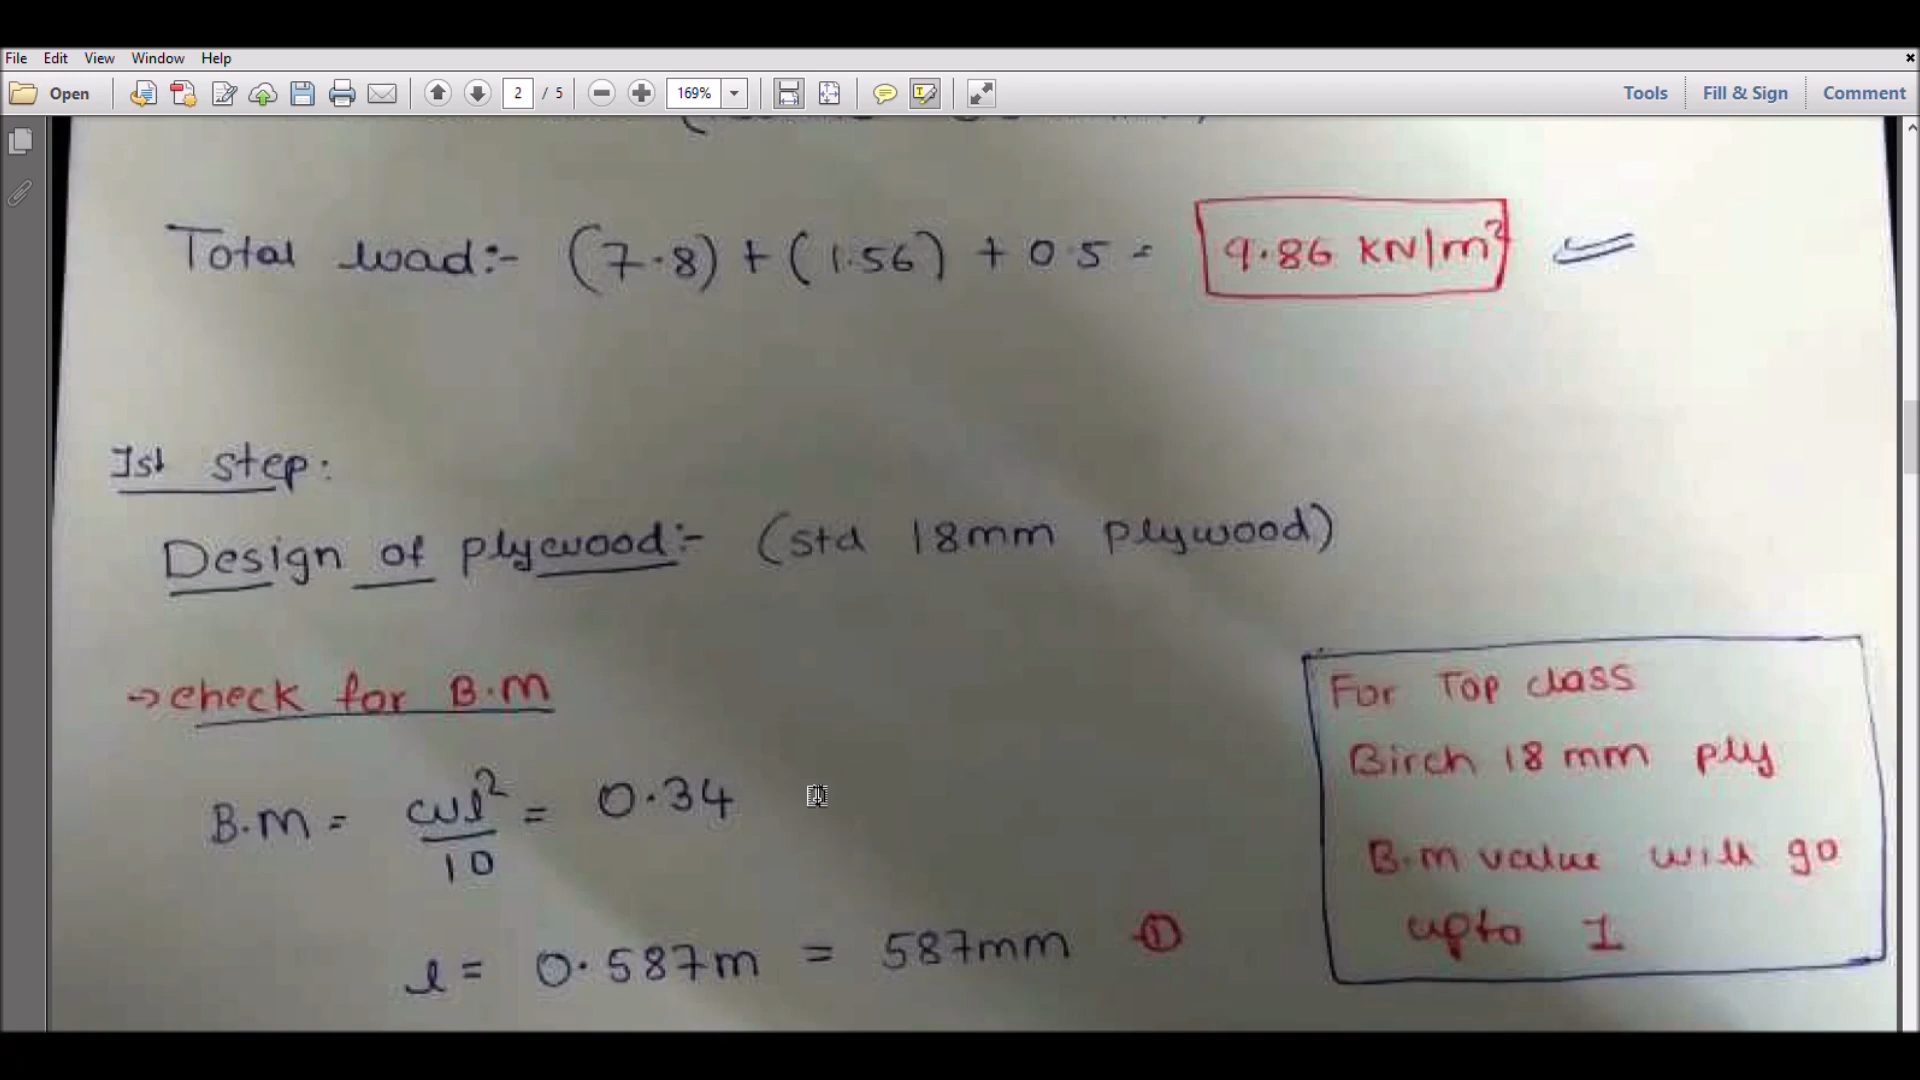 File Edit View Window Help
Open 2 / 5 169% Tools Fill & Sign Comment
Total load:- (7.8) + (1.56) + 0.5 = 9.86 KN/m²
Ist step:
Design of plywood:- (std 18mm plywood)
→ check for B.M
B.M = wl²/10 = 0.34
l = 0.587m = 587mm ①
For Top class
Birch 18 mm ply
B.m value will go
upto 1